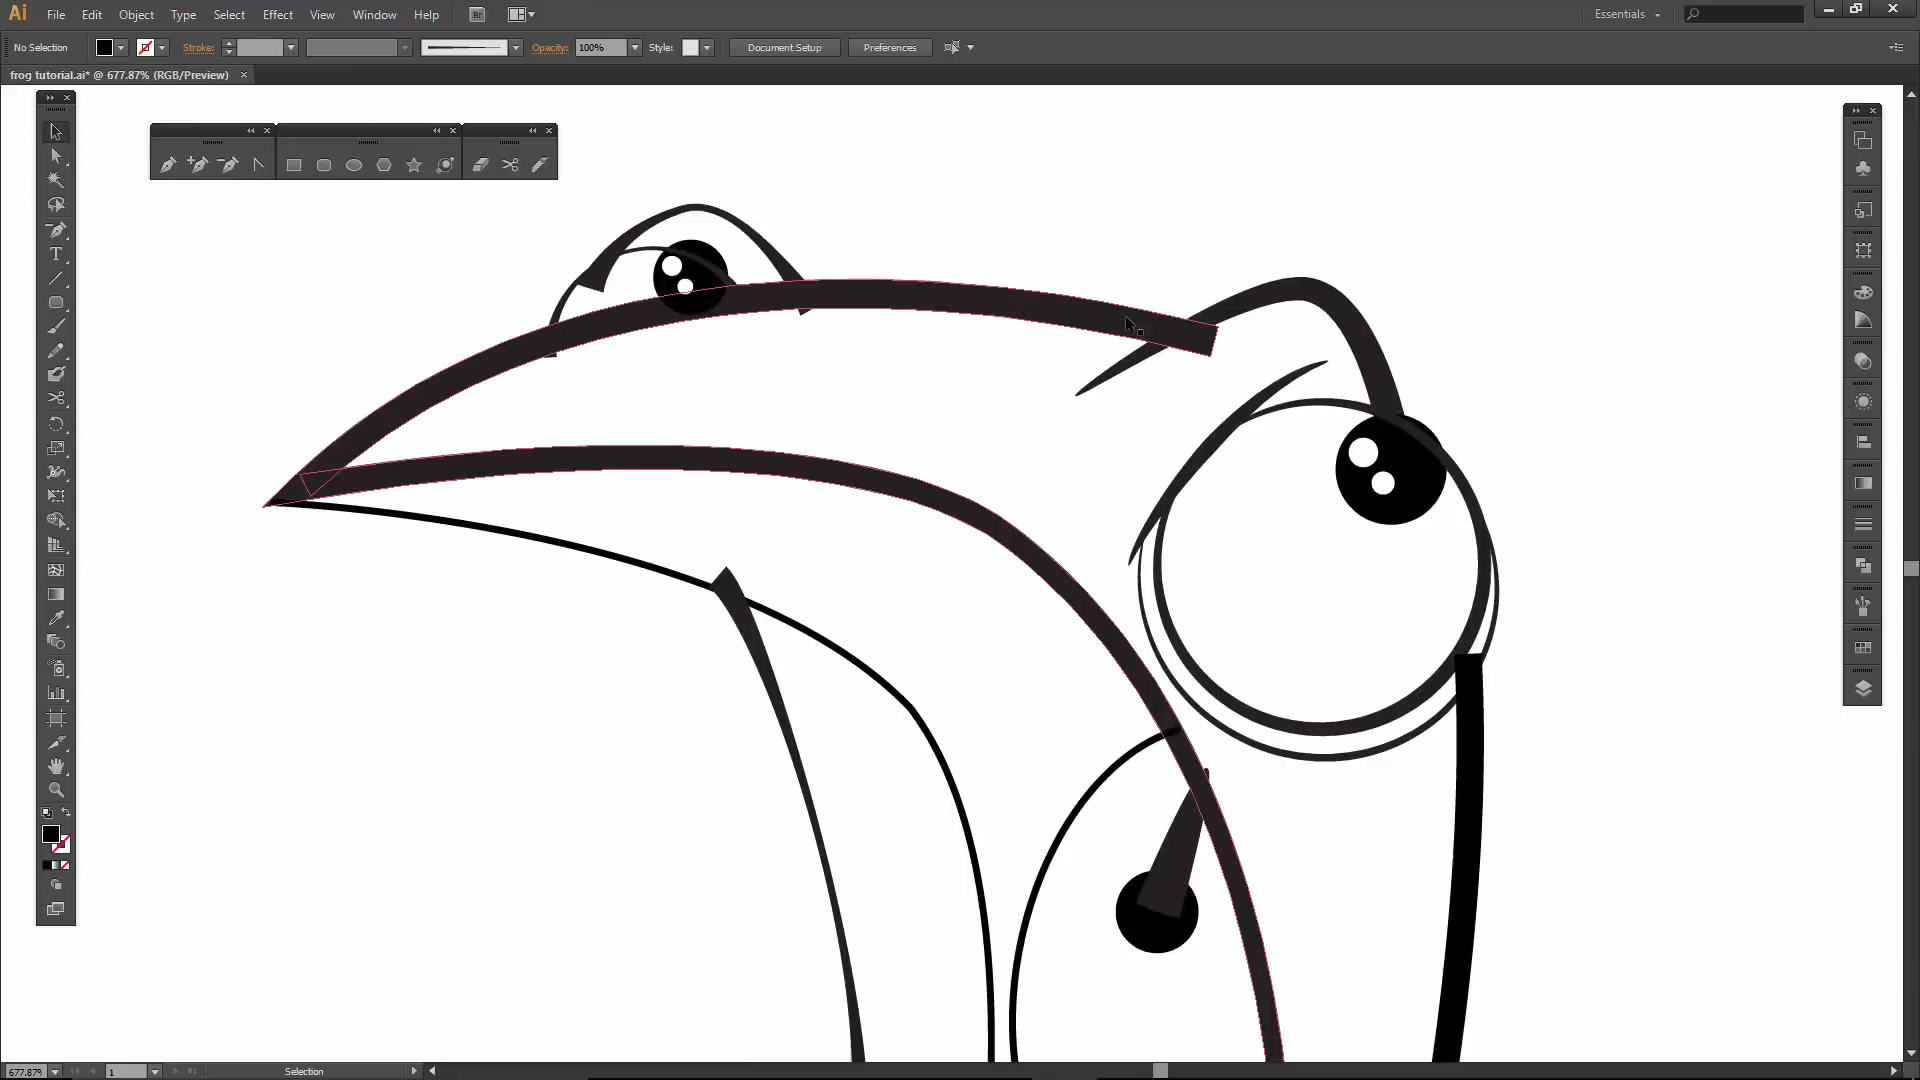 Ai File Edit Object Type Select Effect View Window Help Br Essentials
No Selection Stroke: Opacity: 100% Style: Document Setup Preferences
frog tutorial.ai* @ 677.87% (RGB/Preview)
T
677.87% 1 Selection